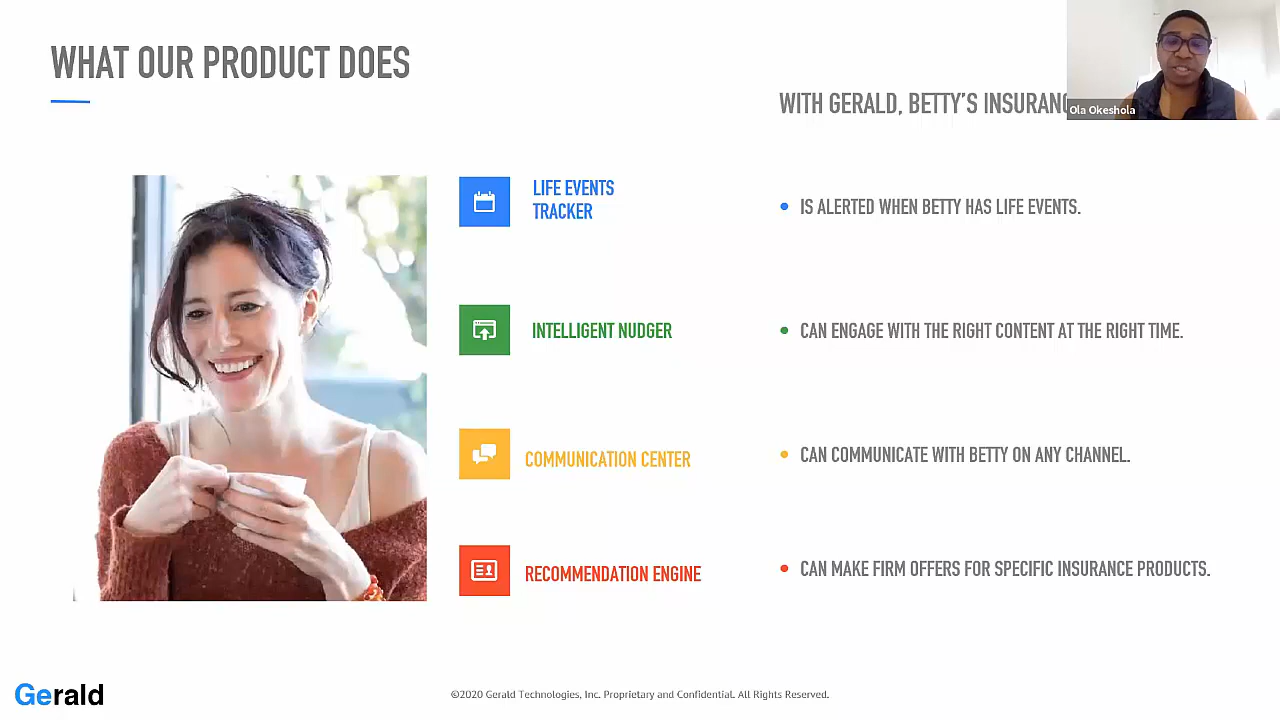 WHAT OUR PRODUCT DOES
WITH GERALD, BETTY'S
Ola Okeshola
LIFE EVENTS
TRACKER
IS ALERTED WHEN BETTY HAS LIFE EVENTS.
INTELLIGENT NUDGER
CAN ENGAGE WITH THE RIGHT CONTENT AT THE RIGHT TIME.
COMMUNICATION CENTER
CAN COMMUNICATE WITH BETTY ON ANY CHANNEL.
RECOMMENDATION ENGINE
CAN MAKE FIRM OFFERS FOR SPECIFIC INSURANCE PRODUCTS.
Gerald
©2020 Gerald Technologies, Inc. Proprietary and Confidential. All Rights Reserved.